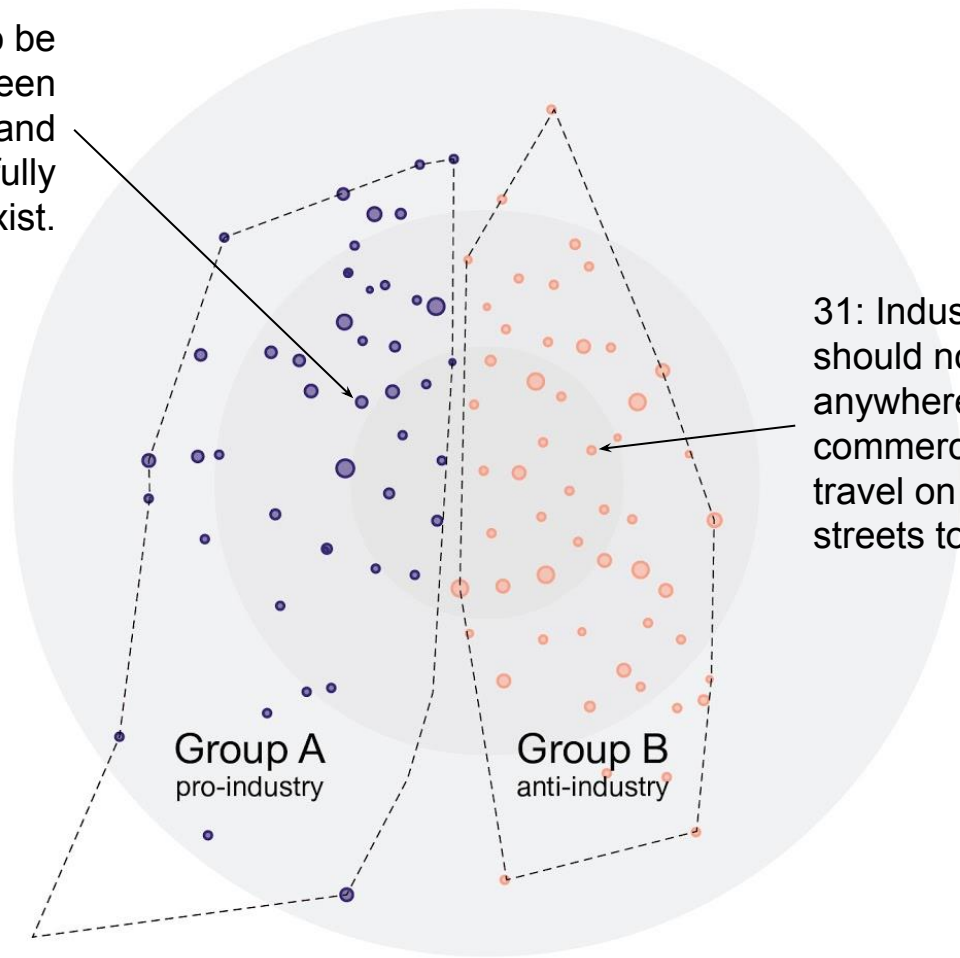 o be
een
and
fully
xist.
31: Indus
should no
anywhere
commerc
travel on
streets to
Group A
pro-industry
Group B
anti-industry